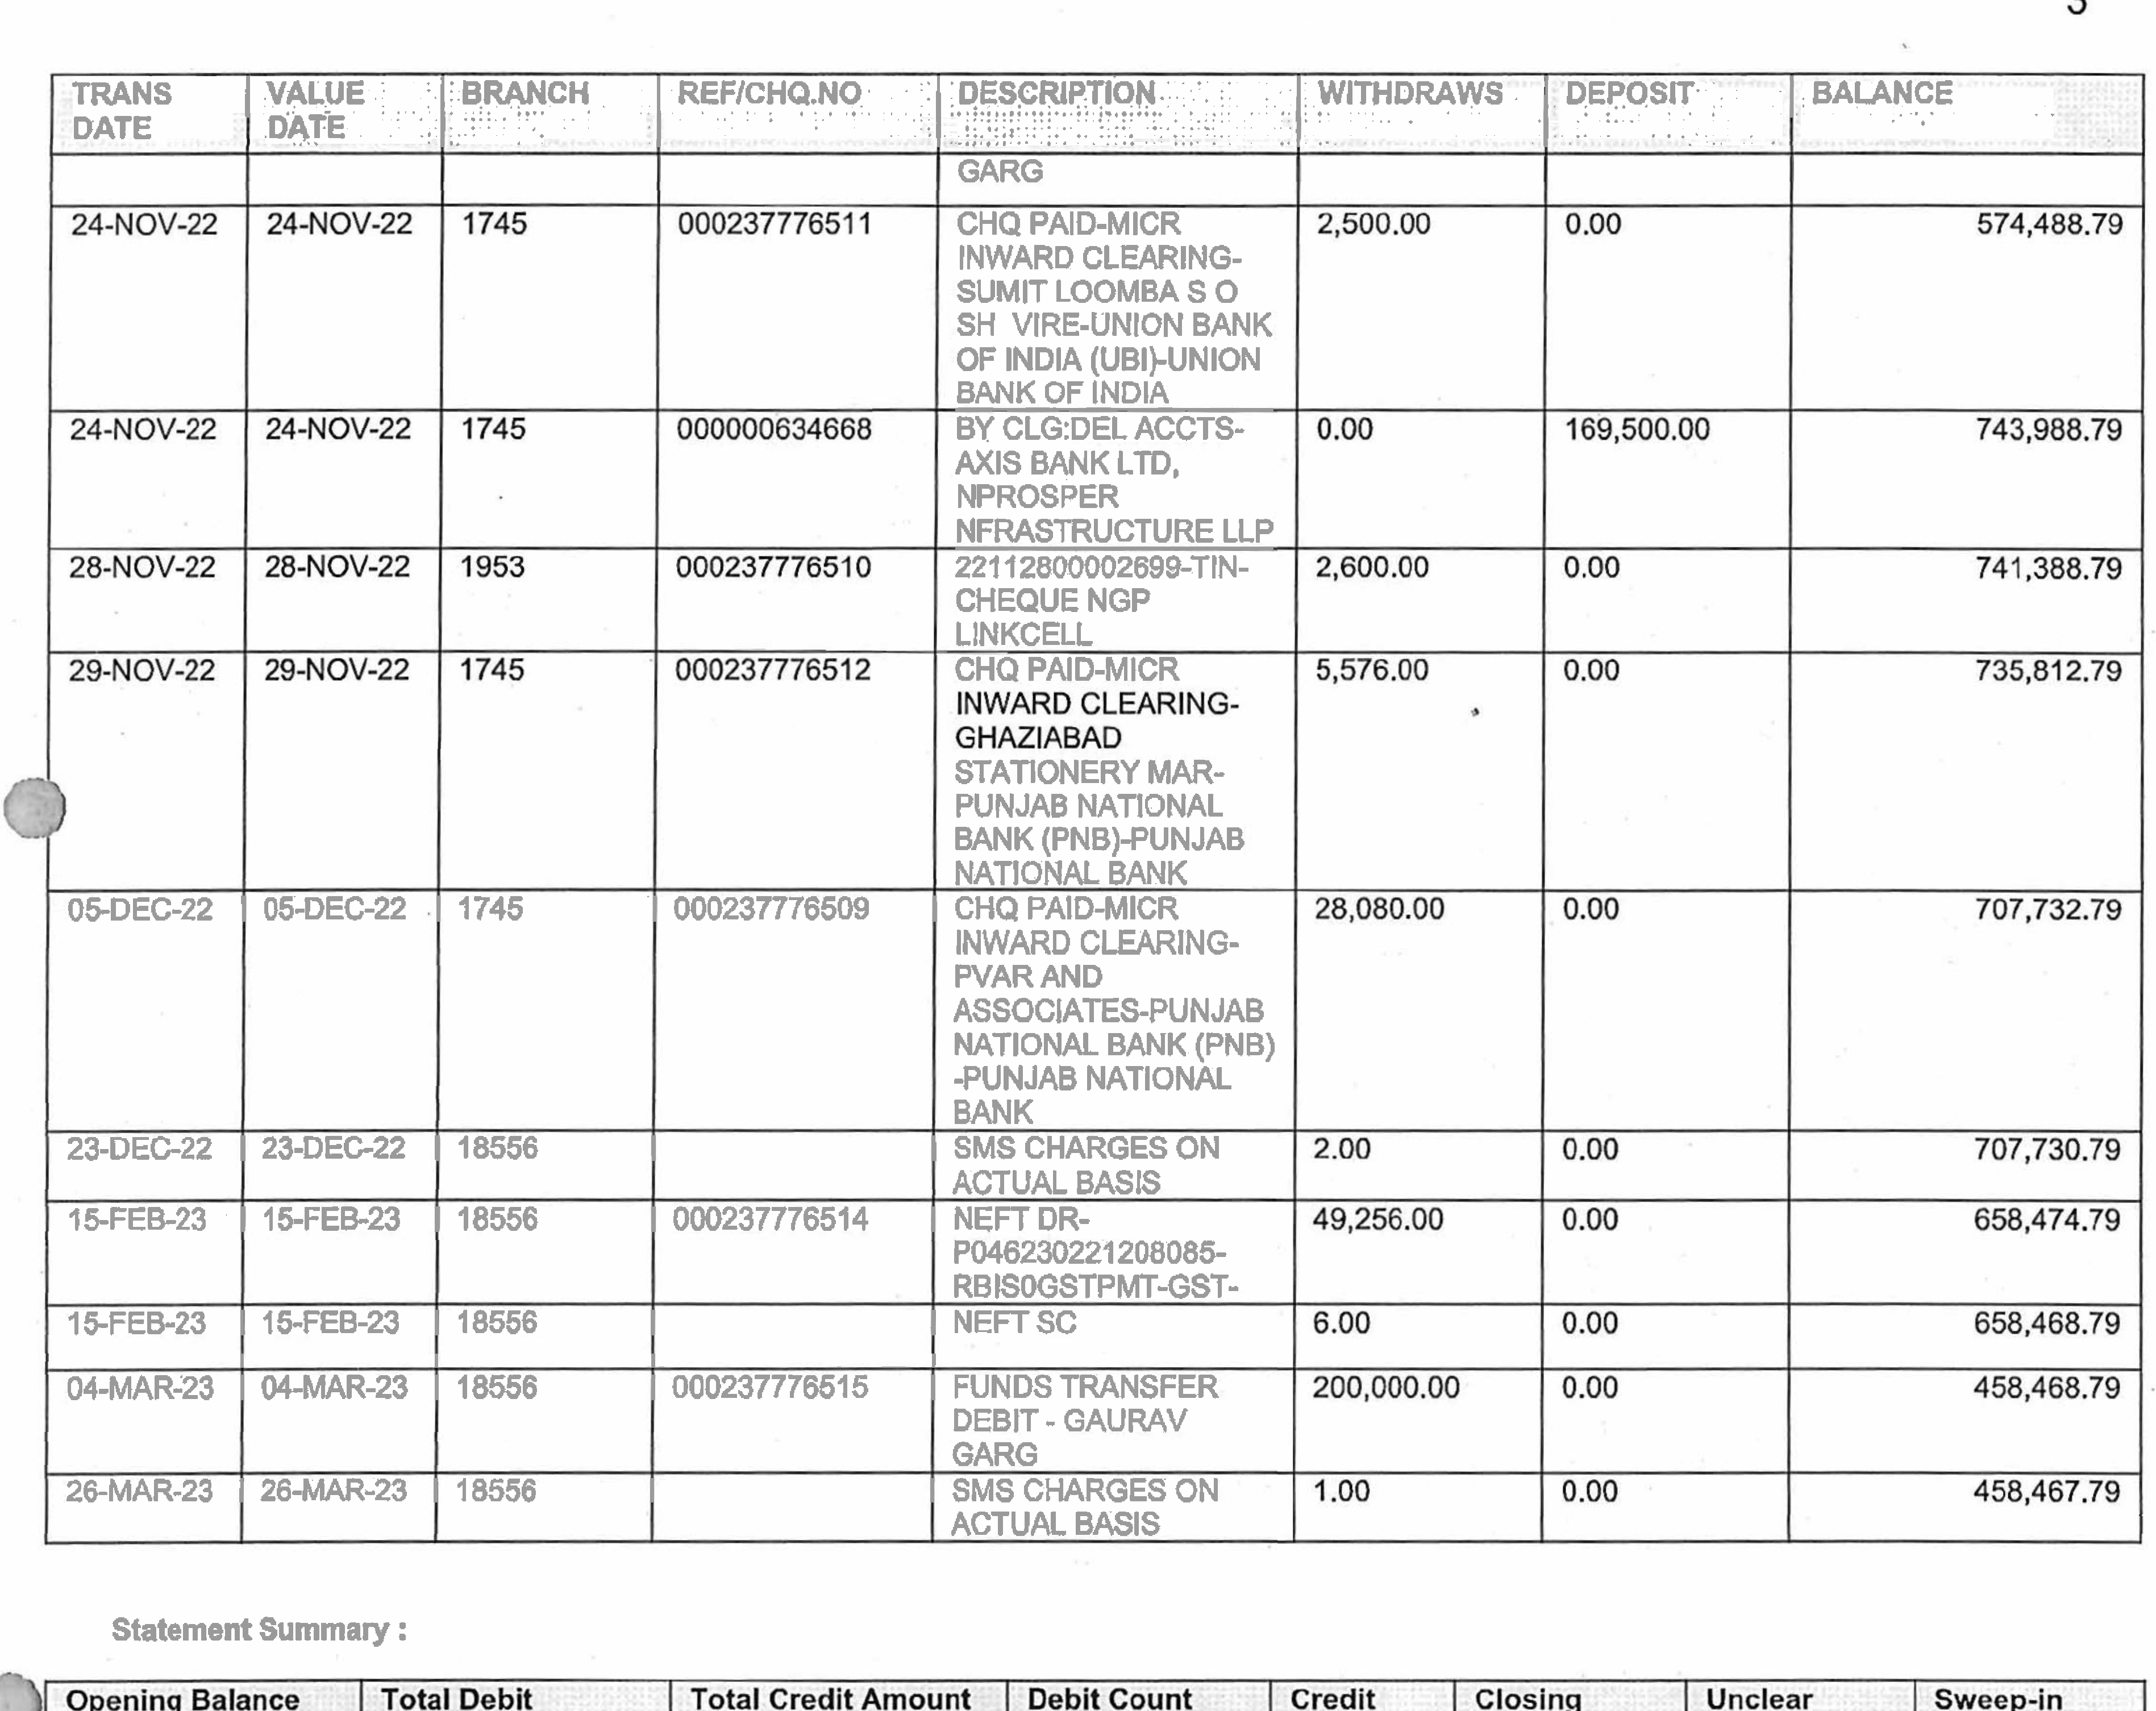 TRANS DATE VALUE DATE BRANCH REF/CHQ.NO DESCRIPTION WITHDRAWS DEPOSIT BALANCE
GARG
24-NOV-22 24-NOV-22 1745 000237776511 CHQ PAID-MICR 2,500.00 0.00 574,488.79
INWARD CLEARING-
SUMIT LOOMBA S O
SH VIRE-UNION BANK
OF INDIA (UBI)-UNION
BANK OF INDIA
24-NOV-22 24-NOV-22 1745 000000634668 BY CLG:DEL ACCTS- 0.00 169,500.00 743,988.79
AXIS BANK LTD,
NPROSPER
NFRASTRUCTURE LLP
28-NOV-22 28-NOV-22 1953 000237776510 22112800002699-TIN- 2,600.00 0.00 741,388.79
CHEQUE NGP
LINKCELL
29-NOV-22 29-NOV-22 1745 000237776512 CHQ PAID-MICR 5,576.00 0.00 735,812.79
INWARD CLEARING-
GHAZIABAD
STATIONERY MAR-
PUNJAB NATIONAL
BANK (PNB)-PUNJAB
NATIONAL BANK
05-DEC-22 05-DEC-22 1745 000237776509 CHQ PAID-MICR 28,080.00 0.00 707,732.79
INWARD CLEARING-
PVAR AND
ASSOCIATES-PUNJAB
NATIONAL BANK (PNB)
-PUNJAB NATIONAL
BANK
23-DEC-22 23-DEC-22 18556 SMS CHARGES ON 2.00 0.00 707,730.79
ACTUAL BASIS
15-FEB-23 15-FEB-23 18556 000237776514 NEFT DR- 49,256.00 0.00 658,474.79
P046230221208085-
RBIS0GSTPMT-GST-
15-FEB-23 15-FEB-23 18556 NEFT SC 6.00 0.00 658,468.79
04-MAR-23 04-MAR-23 18556 000237776515 FUNDS TRANSFER 200,000.00 0.00 458,468.79
DEBIT - GAURAV
GARG
26-MAR-23 26-MAR-23 18556 SMS CHARGES ON 1.00 0.00 458,467.79
ACTUAL BASIS
Statement Summary :
Opening Balance Total Debit Total Credit Amount Debit Count Credit Closing Unclear Sweep-in